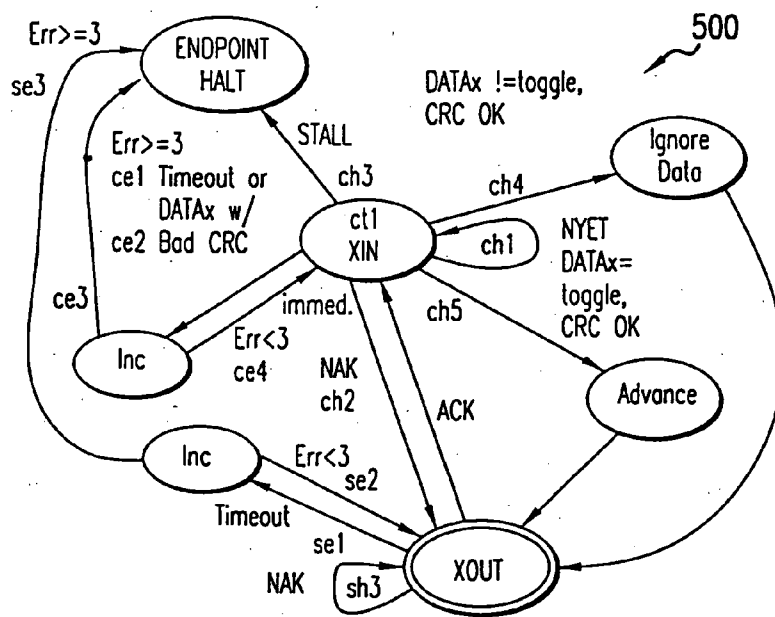 500
Err>=3
se3
ENDPOINT
HALT
DATAx !=toggle,
CRC OK
STALL
Ignore
Data
Err>=3
ce1 Timeout or
DATAx w/
ce2 Bad CRC
ch3
ch4
ct1
XIN
ch1
NYET
DATAx=
toggle,
CRC OK
ce3
immed.
ch5
Inc
Err<3
ce4
NAK
ch2
ACK
Advance
Inc
Err<3
se2
Timeout
se1
NAK
sh3
XOUT